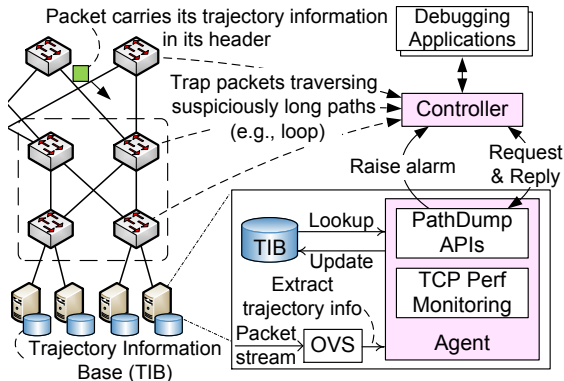 Packet carries its trajectory information
in its header
Debugging
Applications
Trap packets traversing
suspiciously long paths
(e.g., loop)
Controller
Raise alarm
Request
& Reply
Lookup
TIB
Update
PathDump
APIs
Extract
trajectory info
TCP Perf
Monitoring
Packet
stream
OVS
Agent
Trajectory Information
Base (TIB)